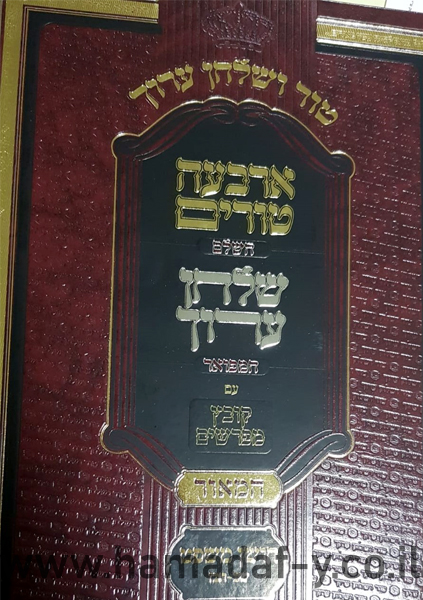 טור ושלחן ערוך
ארבעה
טורים
השלם
שלחן
ערוך
המפואר
עם
קובץ
מפרשים
המאור
www.hamadaf-y.co.il